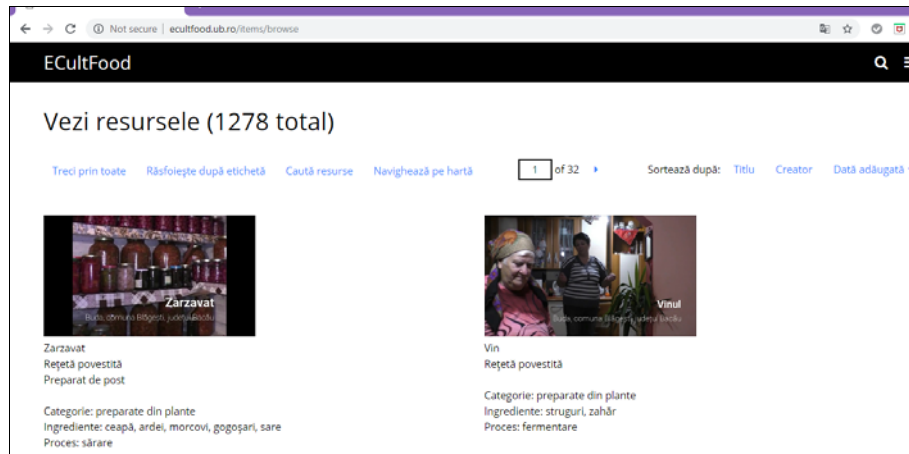 Not secure | ecultfood.ub.ro/items/browse
ECultFood
Vezi resursele (1278 total)
Treci prin toate Răsfoiește după etichetă Caută resurse Navighează pe hartă 1 of 32 Sortează după: Titlu Creator Dată adăugată
Zarzavat
Buda, comuna Blăgești, județul Bacău
Zarzavat
Rețetă povestită
Preparat de post
Categorie: preparate din plante
Ingrediente: ceapă, ardei, morcovi, gogoșari, sare
Proces: sărare
Vinul
Buda, comuna Blăgești, județul Bacău
Vin
Rețetă povestită
Categorie: preparate din plante
Ingrediente: struguri, zahăr
Proces: fermentare